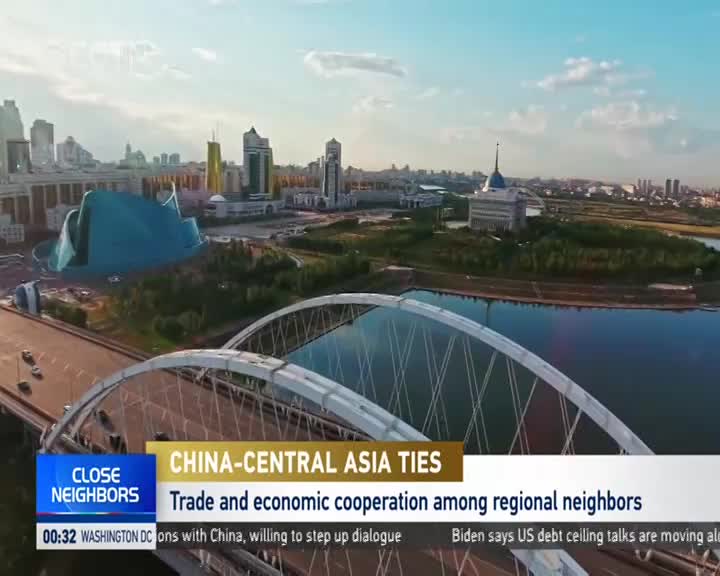 CHINA-CENTRAL ASIA TIES
CLOSE
NEIGHBORS
Trade and economic cooperation among regional neighbors
00:32 WASHINGTON DC
ons with China, willing to step up dialogue Biden says US debt ceiling talks are moving al